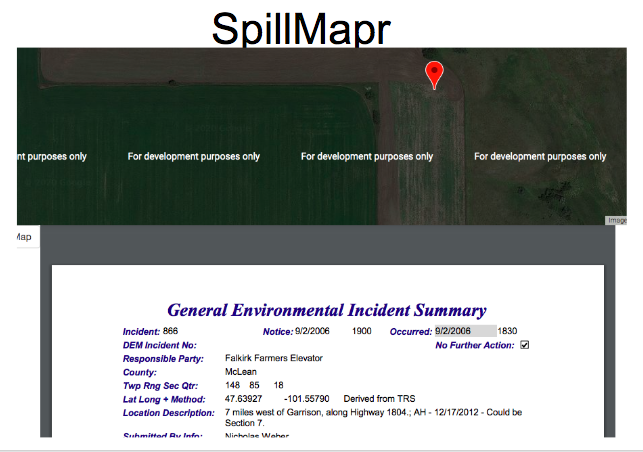 SpillMapr
nt purposes only For development purposes only For development purposes only For development purposes only
Image
Map
General Environmental Incident Summary
Incident: 866 Notice: 9/2/2006 1900 Occurred: 9/2/2006 1830
DEM Incident No: No Further Action:
Responsible Party: Falkirk Farmers Elevator
County: McLean
Twp Rng Sec Qtr: 148 85 18
Lat Long + Method: 47.63927 -101.55790 Derived from TRS
Location Description: 7 miles west of Garrison, along Highway 1804.; AH - 12/17/2012 - Could be
Section 7.
Submitted By Info: Nicholas Weber